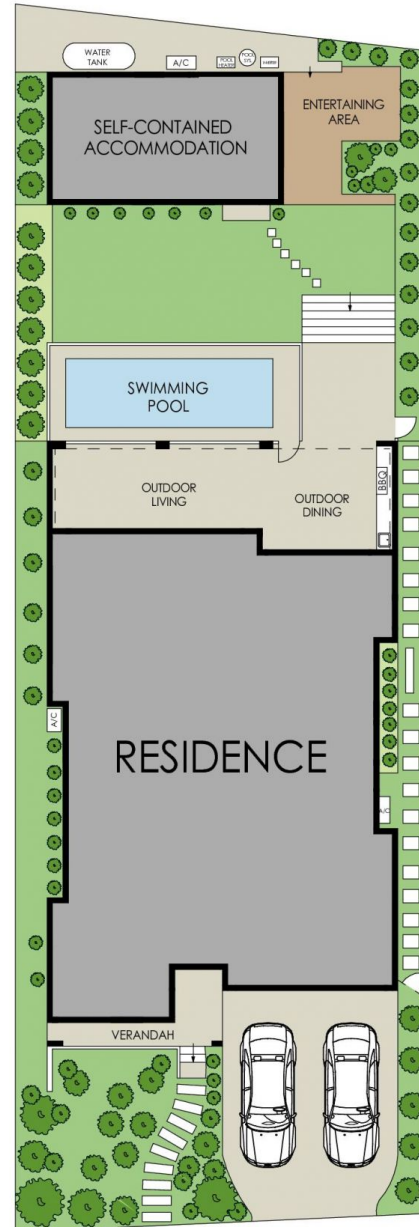 WATER
TANK
A/C
POOL
HEATER
POOL
SYS.
ENTERTAINING
AREA
SELF-CONTAINED
ACCOMMODATION
SWIMMING
POOL
OUTDOOR
LIVING
OUTDOOR
DINING
BBQ
A/C
RESIDENCE
A/C
VERANDAH